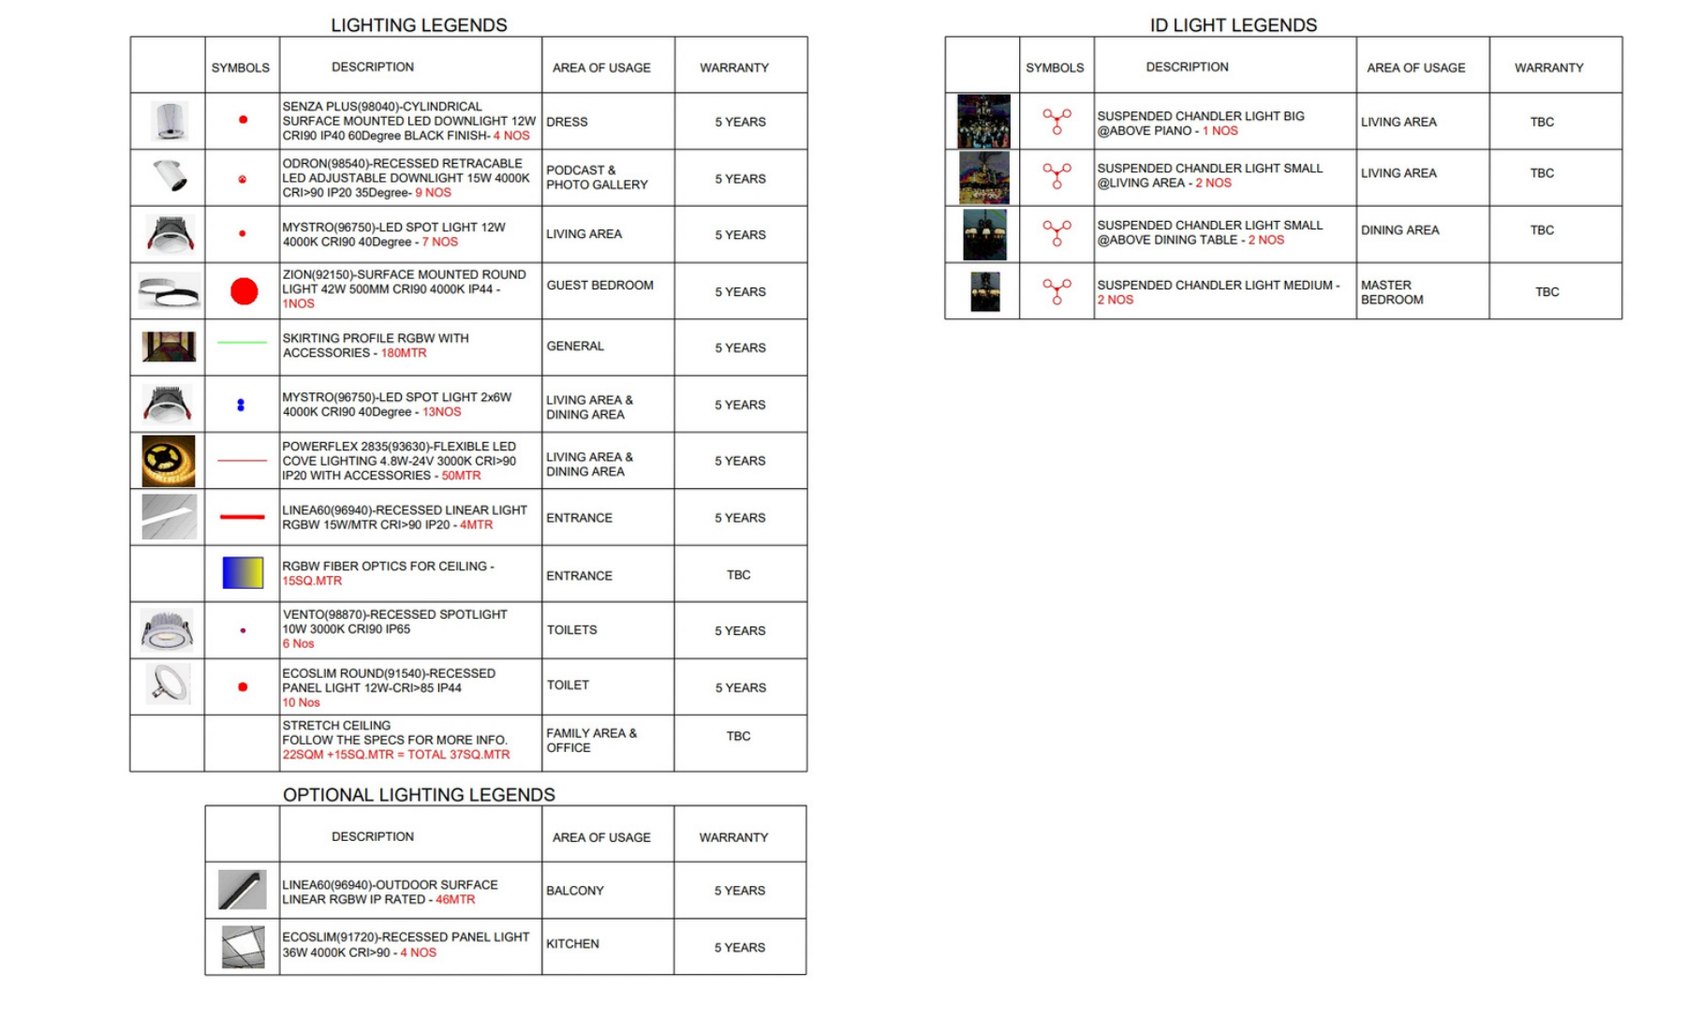 LIGHTING LEGENDS
SYMBOLS DESCRIPTION AREA OF USAGE WARRANTY
SENZA PLUS(98040)-CYLINDRICAL
SURFACE MOUNTED LED DOWNLIGHT 12W
CRI90 IP40 60Degree BLACK FINISH- 4 NOS
DRESS
5 YEARS
ODRON(98540)-RECESSED RETRACABLE
LED ADJUSTABLE DOWNLIGHT 15W 4000K
CRI>90 IP20 35Degree- 9 NOS
PODCAST &
PHOTO GALLERY
5 YEARS
MYSTRO(96750)-LED SPOT LIGHT 12W
4000K CRI90 40Degree - 7 NOS
LIVING AREA
5 YEARS
ZION(92150)-SURFACE MOUNTED ROUND
LIGHT 42W 500MM CRI90 4000K IP44 -
1NOS
GUEST BEDROOM
5 YEARS
SKIRTING PROFILE RGBW WITH
ACCESSORIES - 180MTR
GENERAL
5 YEARS
MYSTRO(96750)-LED SPOT LIGHT 2x6W
4000K CRI90 40Degree - 13NOS
LIVING AREA &
DINING AREA
5 YEARS
POWERFLEX 2835(93630)-FLEXIBLE LED
COVE LIGHTING 4.8W-24V 3000K CRI>90
IP20 WITH ACCESSORIES - 50MTR
LIVING AREA &
DINING AREA
5 YEARS
LINEA60(96940)-RECESSED LINEAR LIGHT
RGBW 15W/MTR CRI>90 IP20 - 4MTR
ENTRANCE
5 YEARS
RGBW FIBER OPTICS FOR CEILING -
15SQ.MTR
ENTRANCE
TBC
VENTO(98870)-RECESSED SPOTLIGHT
10W 3000K CRI90 IP65
6 Nos
TOILETS
5 YEARS
ECOSLIM ROUND(91540)-RECESSED
PANEL LIGHT 12W-CRI>85 IP44
10 Nos
TOILET
5 YEARS
STRETCH CEILING
FOLLOW THE SPECS FOR MORE INFO.
22SQM +15SQ.MTR = TOTAL 37SQ.MTR
FAMILY AREA &
OFFICE
TBC
OPTIONAL LIGHTING LEGENDS
DESCRIPTION AREA OF USAGE WARRANTY
LINEA60(96940)-OUTDOOR SURFACE
LINEAR RGBW IP RATED - 46MTR
BALCONY
5 YEARS
ECOSLIM(91720)-RECESSED PANEL LIGHT
36W 4000K CRI>90 - 4 NOS
KITCHEN
5 YEARS
ID LIGHT LEGENDS
SYMBOLS DESCRIPTION AREA OF USAGE WARRANTY
SUSPENDED CHANDLER LIGHT BIG
@ABOVE PIANO - 1 NOS
LIVING AREA
TBC
SUSPENDED CHANDLER LIGHT SMALL
@LIVING AREA - 2 NOS
LIVING AREA
TBC
SUSPENDED CHANDLER LIGHT SMALL
@ABOVE DINING TABLE - 2 NOS
DINING AREA
TBC
SUSPENDED CHANDLER LIGHT MEDIUM -
2 NOS
MASTER
BEDROOM
TBC